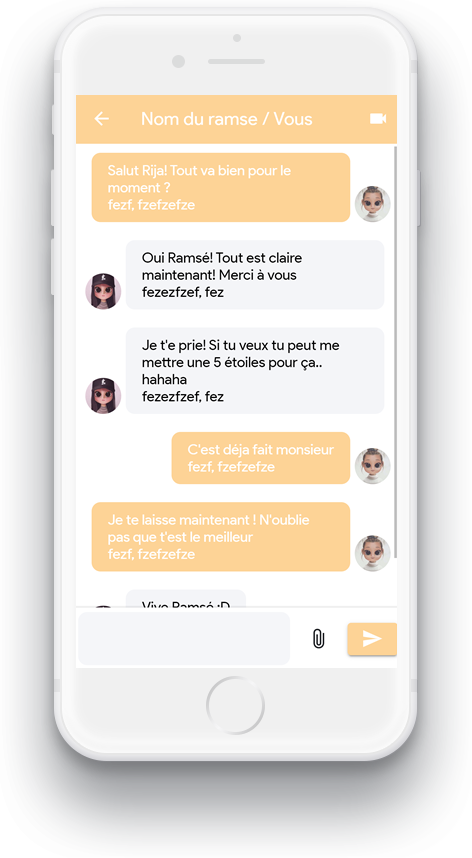 Nom du ramse / Vous
Salut Rija! Tout va bien pour le
moment ?
fezf, fzefzefze
Oui Ramsé! Tout est claire
maintenant! Merci à vous
fezezfzef, fez
Je t'e prie! Si tu veux tu peut me
mettre une 5 étoiles pour ça..
hahaha
fezezfzef, fez
C'est déja fait monsieur
fezf, fzefzefze
Je te laisse maintenant ! N'oublie
pas que t'est le meilleur
fezf, fzefzefze
Vive Ramsé :D